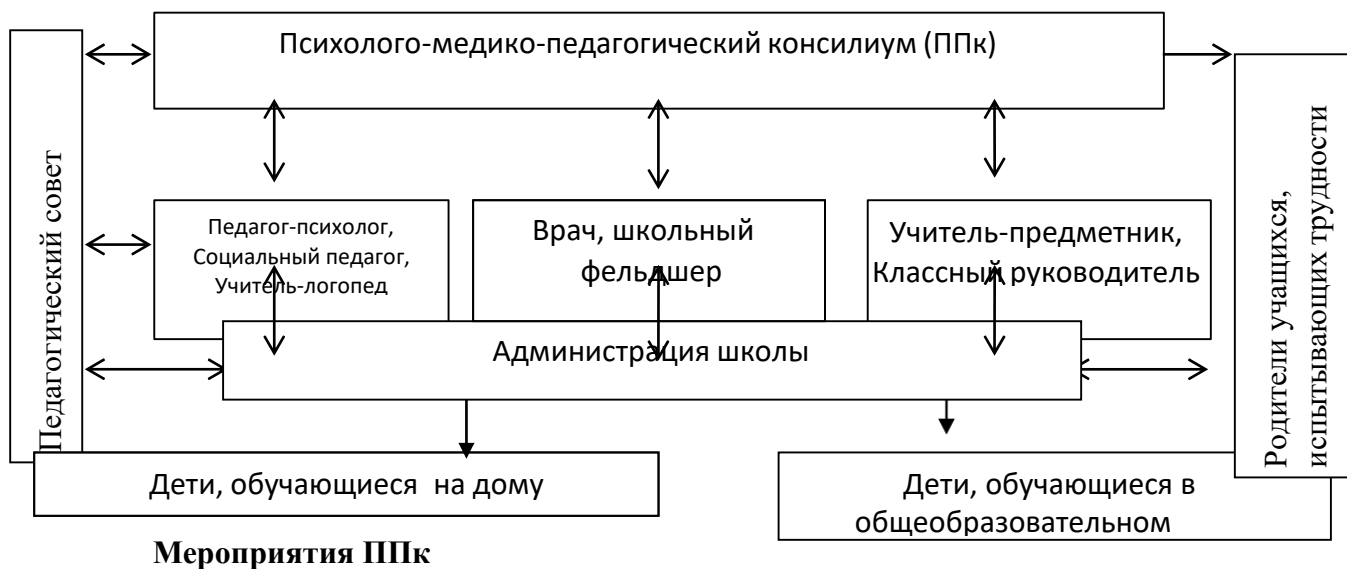 Психолого-медико-педагогический консилиум (ППк)
Педагогический совет
Педагог-психолог,
Социальный педагог,
Учитель-логопед
Врач, школьный
фельдшер
Учитель-предметник,
Классный руководитель
Родители учащихся,
испытывающих трудности
Администрация школы
Дети, обучающиеся на дому
Дети, обучающиеся в
общеобразовательном
Мероприятия ППк